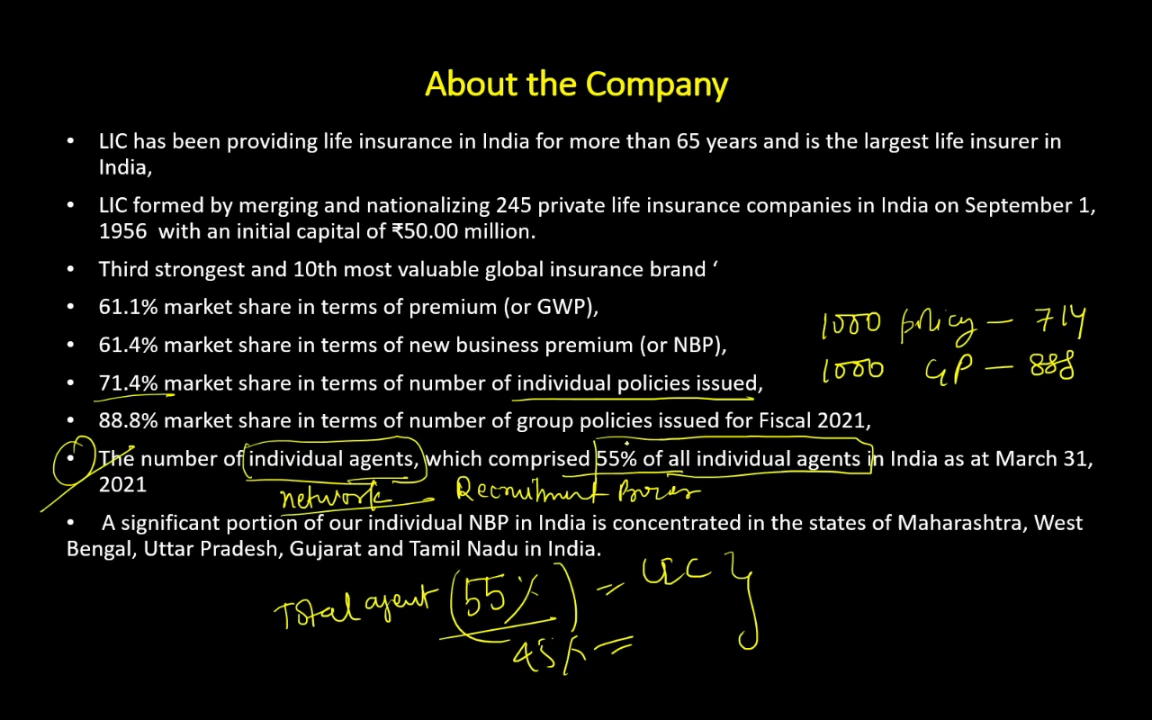 About the Company
• LIC has been providing life insurance in India for more than 65 years and is the largest life insurer in
India,
• LIC formed by merging and nationalizing 245 private life insurance companies in India on September 1,
1956 with an initial capital of ₹50.00 million.
• Third strongest and 10th most valuable global insurance brand ‘
• 61.1% market share in terms of premium (or GWP),
1000 policy – 714
• 61.4% market share in terms of new business premium (or NBP),
1000 GP – 888
• 71.4% market share in terms of number of individual policies issued,
• 88.8% market share in terms of number of group policies issued for Fiscal 2021,
• The number of individual agents, which comprised 55% of all individual agents in India as at March 31,
2021
network – Recruitment
• A significant portion of our individual NBP in India is concentrated in the states of Maharashtra, West
Bengal, Uttar Pradesh, Gujarat and Tamil Nadu in India.
Total agent (55%) = LIC }
45% =